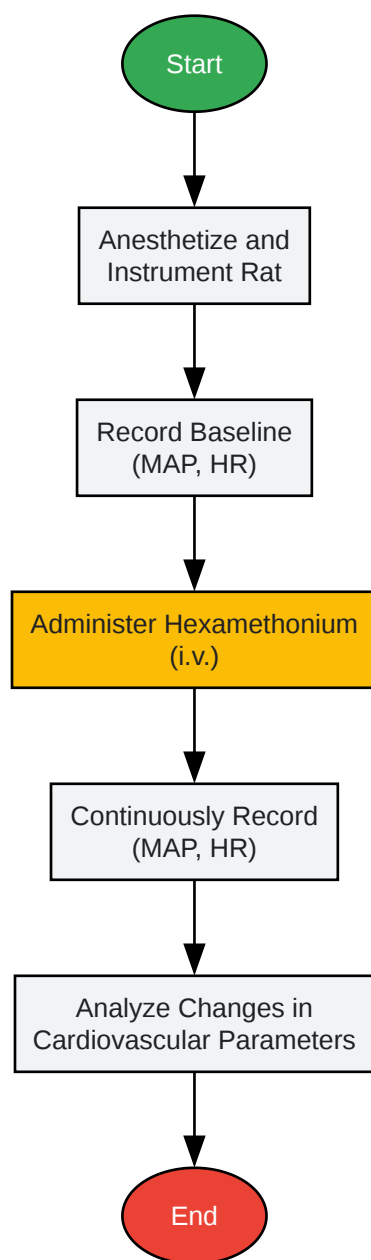 Start
Anesthetize and
Instrument Rat
Record Baseline
(MAP, HR)
Administer Hexamethonium
(i.v.)
Continuously Record
(MAP, HR)
Analyze Changes in
Cardiovascular Parameters
End